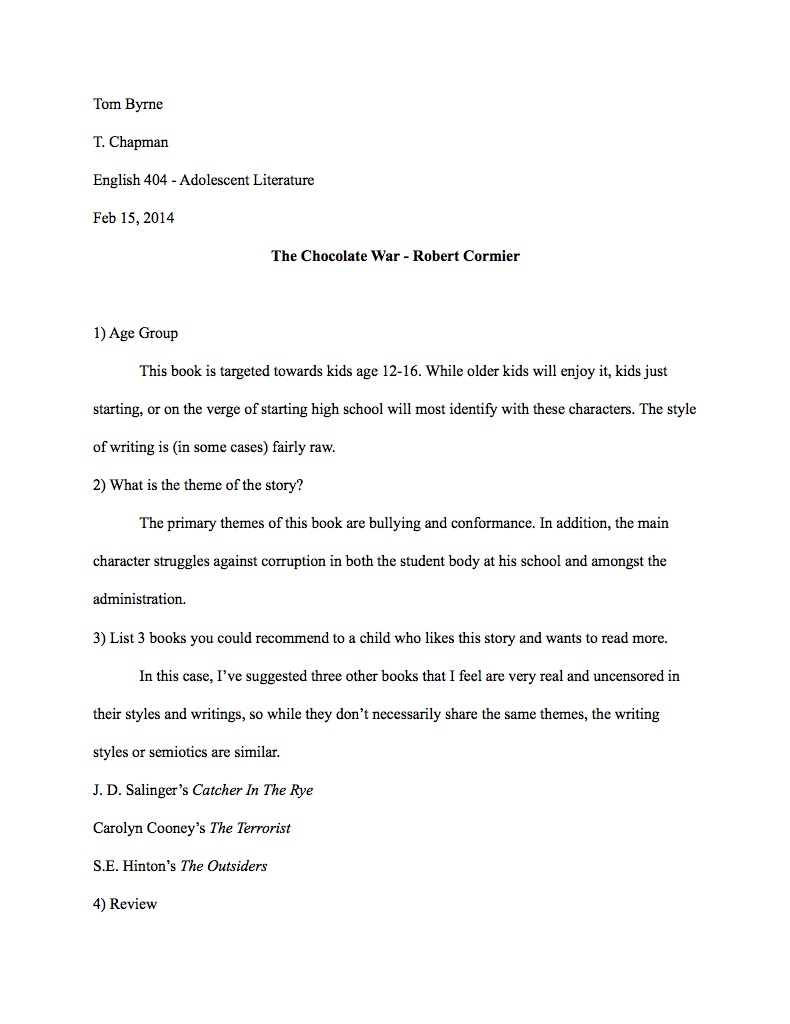 Tom Byrne
T. Chapman
English 404 - Adolescent Literature
Feb 15, 2014
The Chocolate War - Robert Cormier
1) Age Group
This book is targeted towards kids age 12-16. While older kids will enjoy it, kids just
starting, or on the verge of starting high school will most identify with these characters. The style
of writing is (in some cases) fairly raw.
2) What is the theme of the story?
The primary themes of this book are bullying and conformance. In addition, the main
character struggles against corruption in both the student body at his school and amongst the
administration.
3) List 3 books you could recommend to a child who likes this story and wants to read more.
In this case, I’ve suggested three other books that I feel are very real and uncensored in
their styles and writings, so while they don’t necessarily share the same themes, the writing
styles or semiotics are similar.
J. D. Salinger’s Catcher In The Rye
Carolyn Cooney’s The Terrorist
S.E. Hinton’s The Outsiders
4) Review